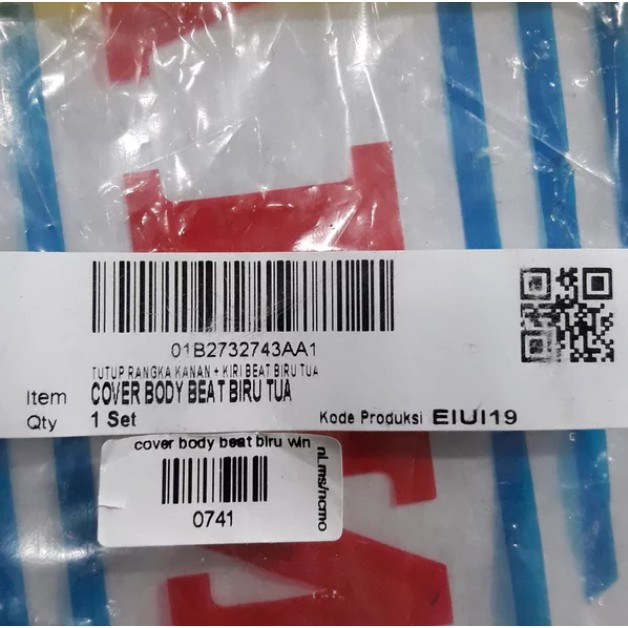 01B2732743AA1
TUTUP RANGKA KANAN + KIRI BEAT BIRU TUA
Item COVER BODY BEAT BIRU TUA
Qty 1 Set Kode Produksi EIUI19
cover body beat biru win
0741
nl.ms/ncmo